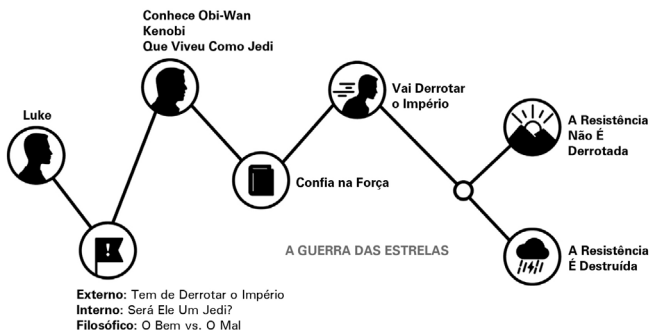 Conhece Obi-Wan
Kenobi
Que Viveu Como Jedi
Luke
Vai Derrotar
o Império
A Resistência
Não É
Derrotada
Confia na Força
A GUERRA DAS ESTRELAS
A Resistência
É Destruída
Externo: Tem de Derrotar o Império
Interno: Será Ele Um Jedi?
Filosófico: O Bem vs. O Mal